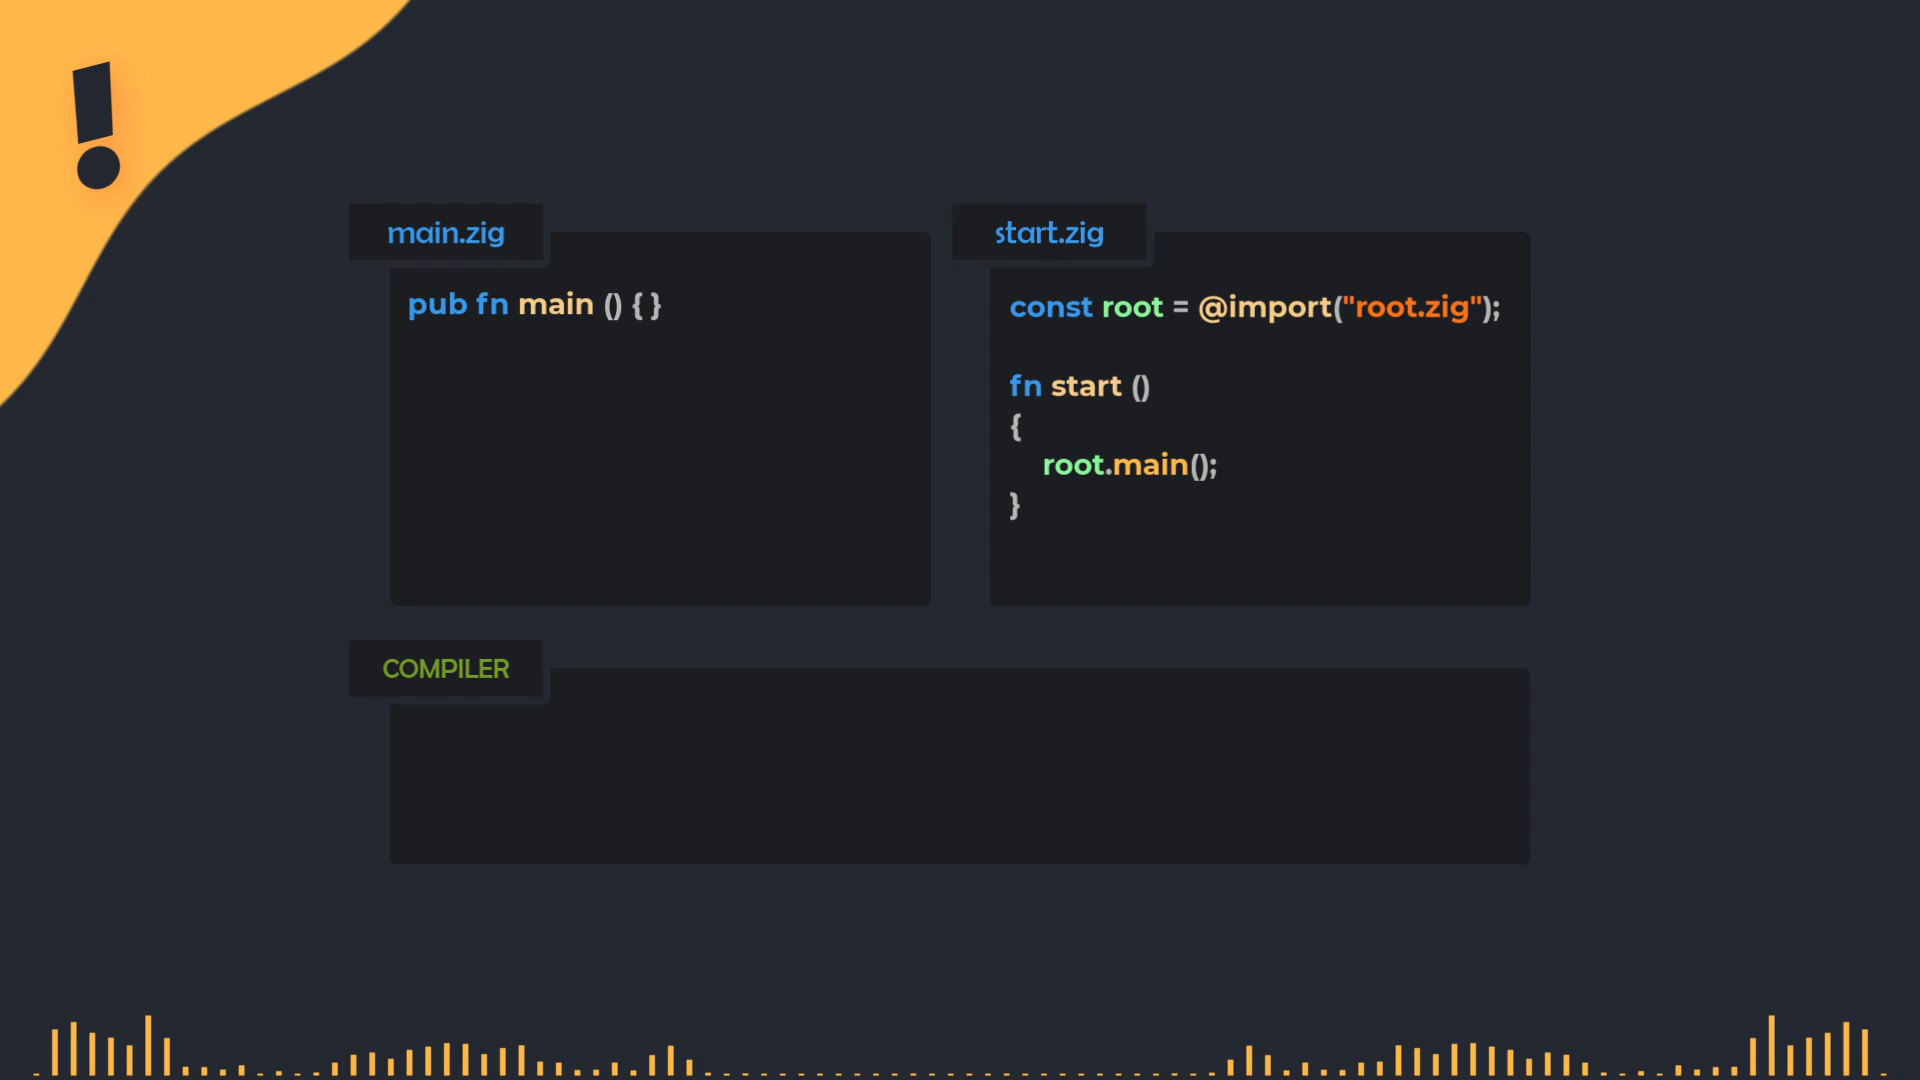 !
main.zig
pub fn main () { }
start.zig
const root = @import("root.zig");
fn start ()
{
root.main();
}
COMPILER